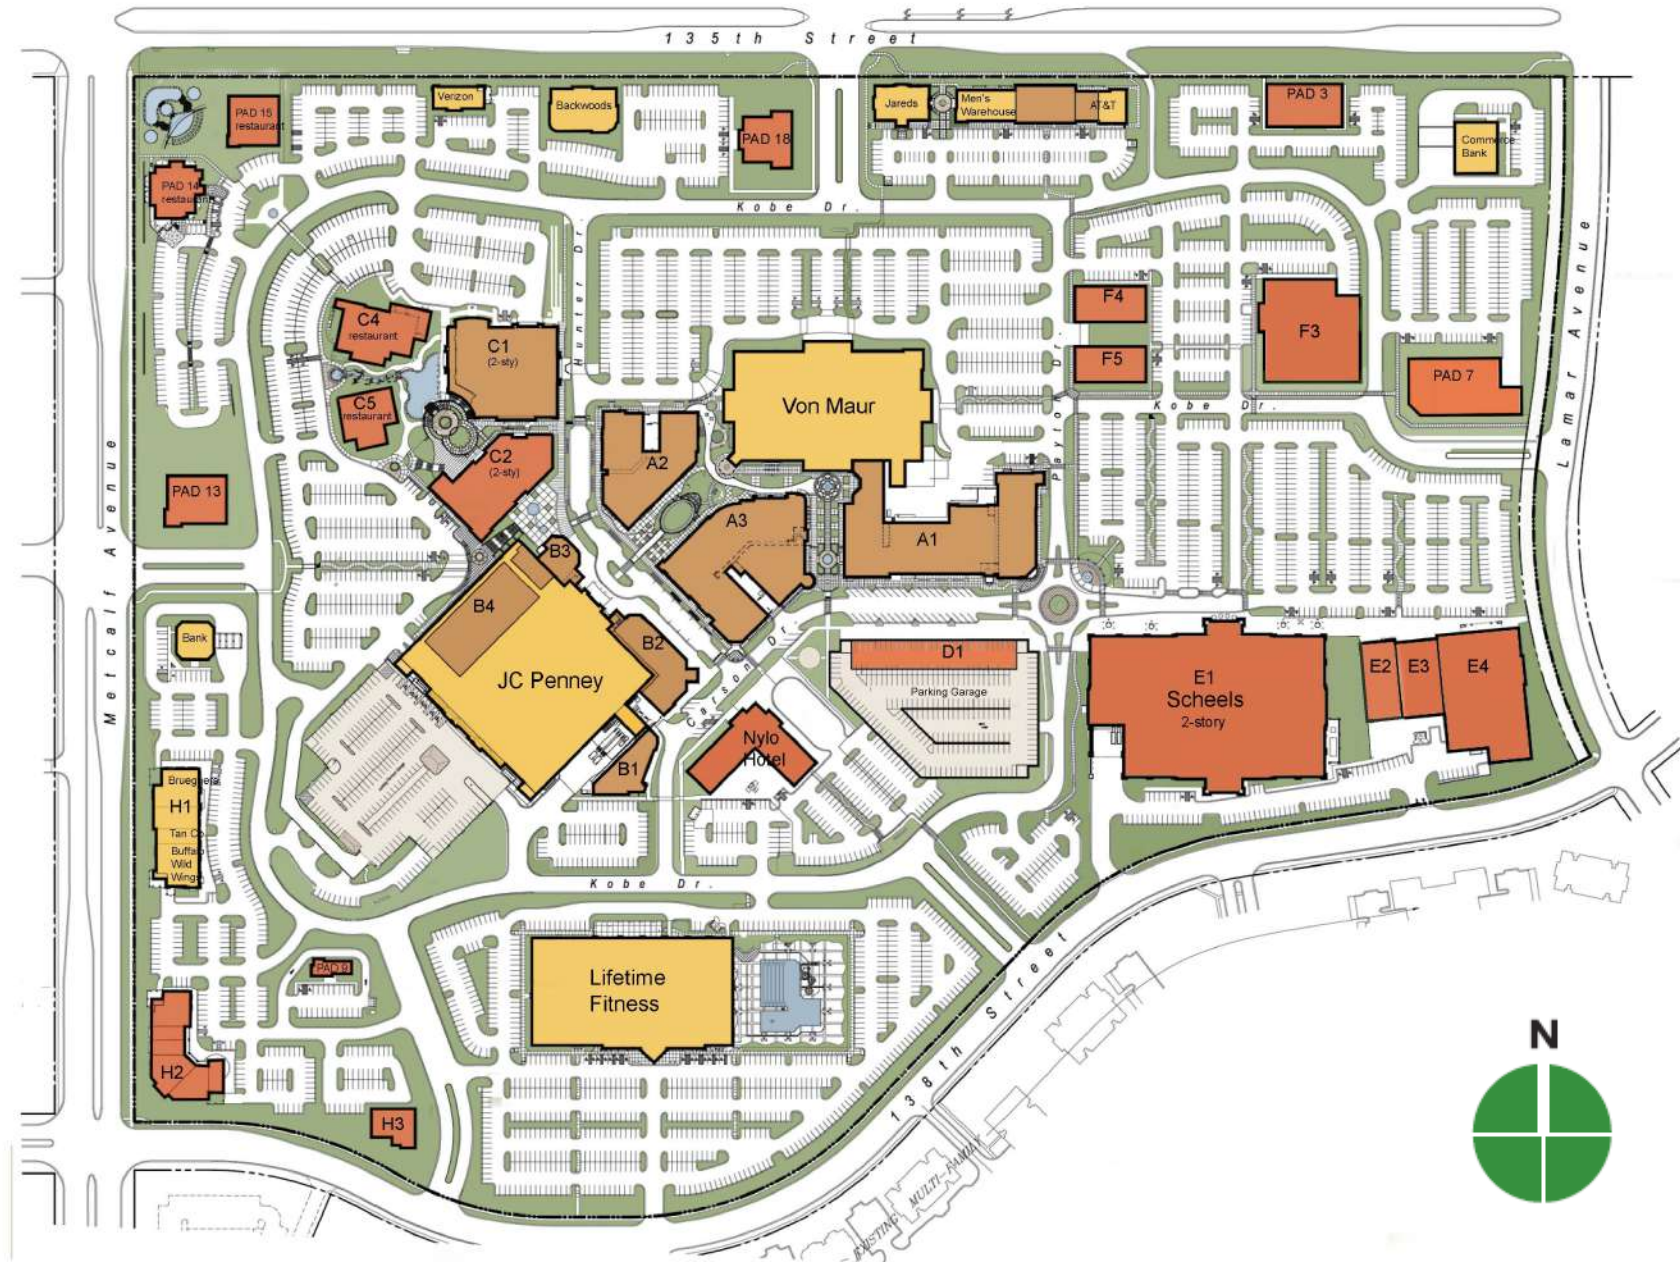 135th Street
PAD 15
restaurant
Verizon
Backwoods
PAD 18
Jareds
Men's
Warehouse
AT&T
PAD 3
Commerce
Bank
PAD 14
restaurant
Kobe Dr.
Hunter Dr.
Lamar Avenue
C4
restaurant
C1
(2-sty)
F4
F3
F5
PAD 7
Von Maur
Payton Dr.
Kobe Dr.
C5
restaurant
C2
(2-sty)
A2
A3
A1
PAD 13
Metcalf Avenue
B3
B4
B2
JC Penney
Carson Dr.
D1
Parking Garage
E1
Scheels
2-story
E2
E3
E4
Bank
Nylo
Hotel
B1
H1
Tan Co
Buffalo
Wild
Wings
Kobe Dr.
PAD 9
Lifetime
Fitness
138th Street
H2
H3
N
EXISTING MULTI-FAMILY